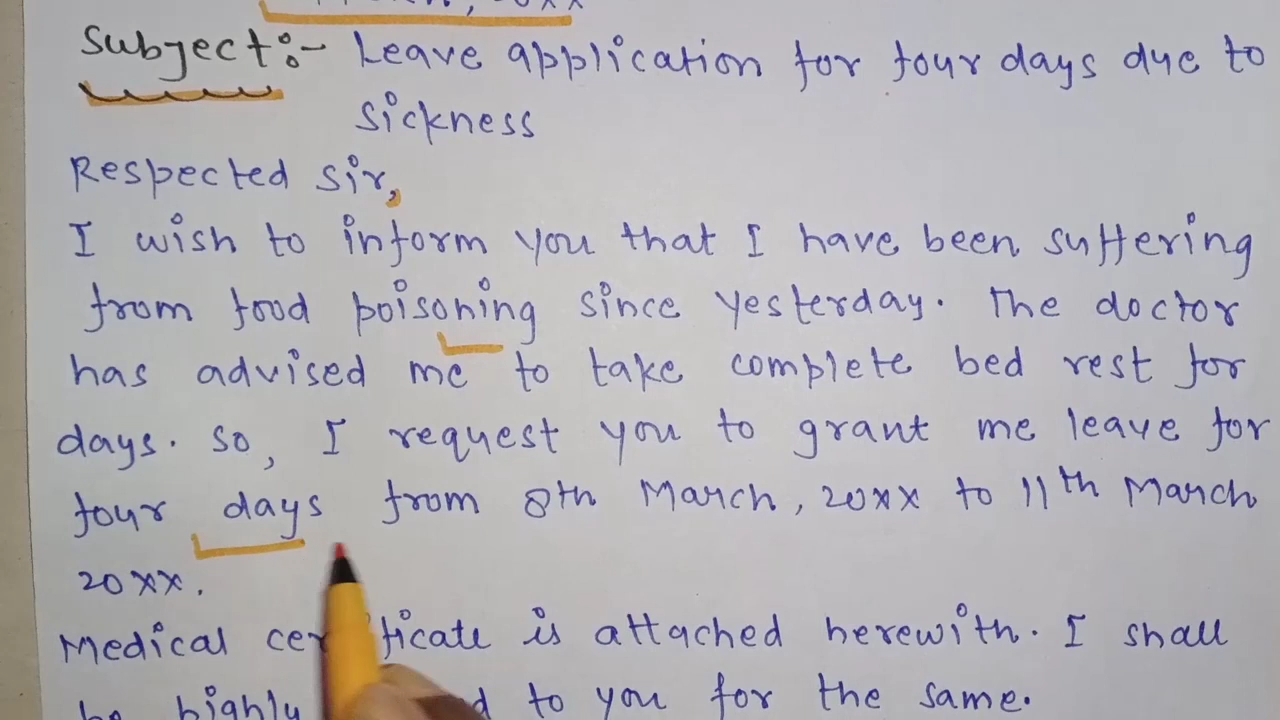 Subject:- Leave application for four days due to
sickness
Respected sir,
I wish to inform you that I have been suffering
from food poisoning since yesterday. The doctor
has advised me to take complete bed rest for
days. So, I request you to grant me leave for
four days from 8th March, 20xx to 11th March
20xx.
Medical certificate is attached herewith. I shall
be highly to you for the same.